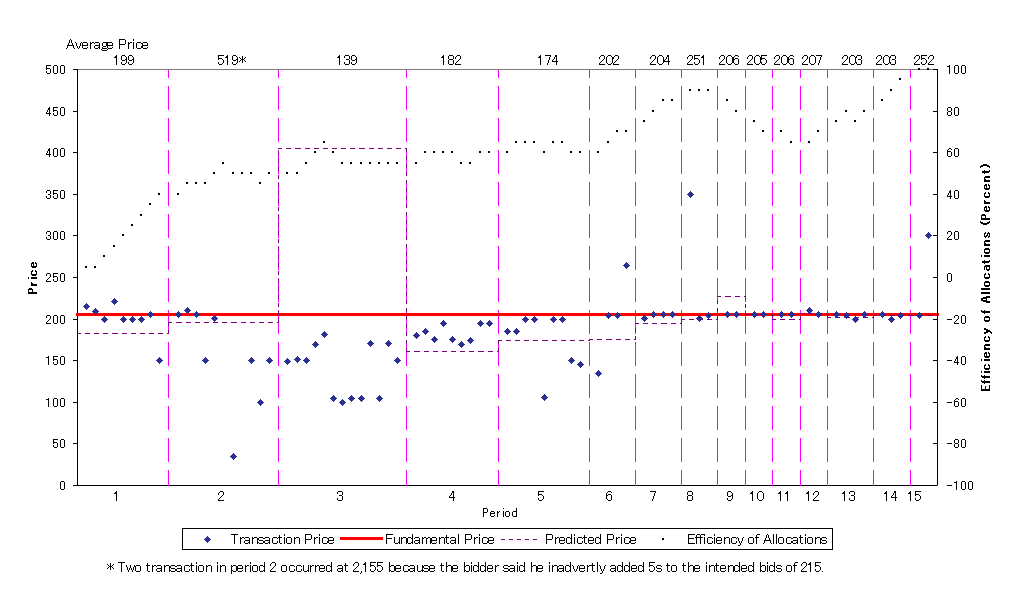 Average Price
199 519* 139 182 174 202 204 251 206 205 206 207 203 203 252
500 100
450 80
400 60
350 40
300 20
250 0
200 -20
150 -40
100 -60
50 -80
0 -100
Price
Efficiency of Allocations (Percent)
1 2 3 4 5 6 7 8 9 10 11 12 13 14 15
Period
Transaction Price Fundamental Price Predicted Price Efficiency of Allocations
* Two transaction in period 2 occurred at 2,155 because the bidder said he inadvertly added 5s to the intended bids of 215.